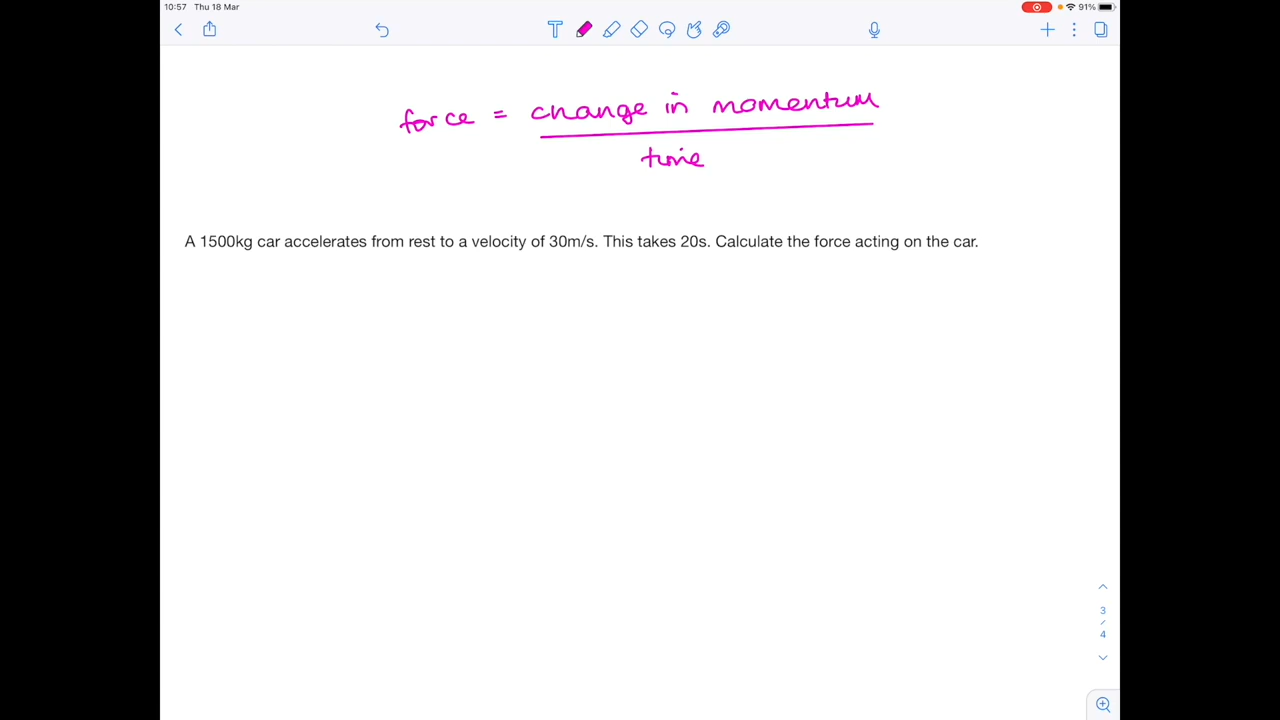 10:57 Thu 18 Mar 91%
T
force = change in momentum
time
A 1500kg car accelerates from rest to a velocity of 30m/s. This takes 20s. Calculate the force acting on the car.
3
/
4